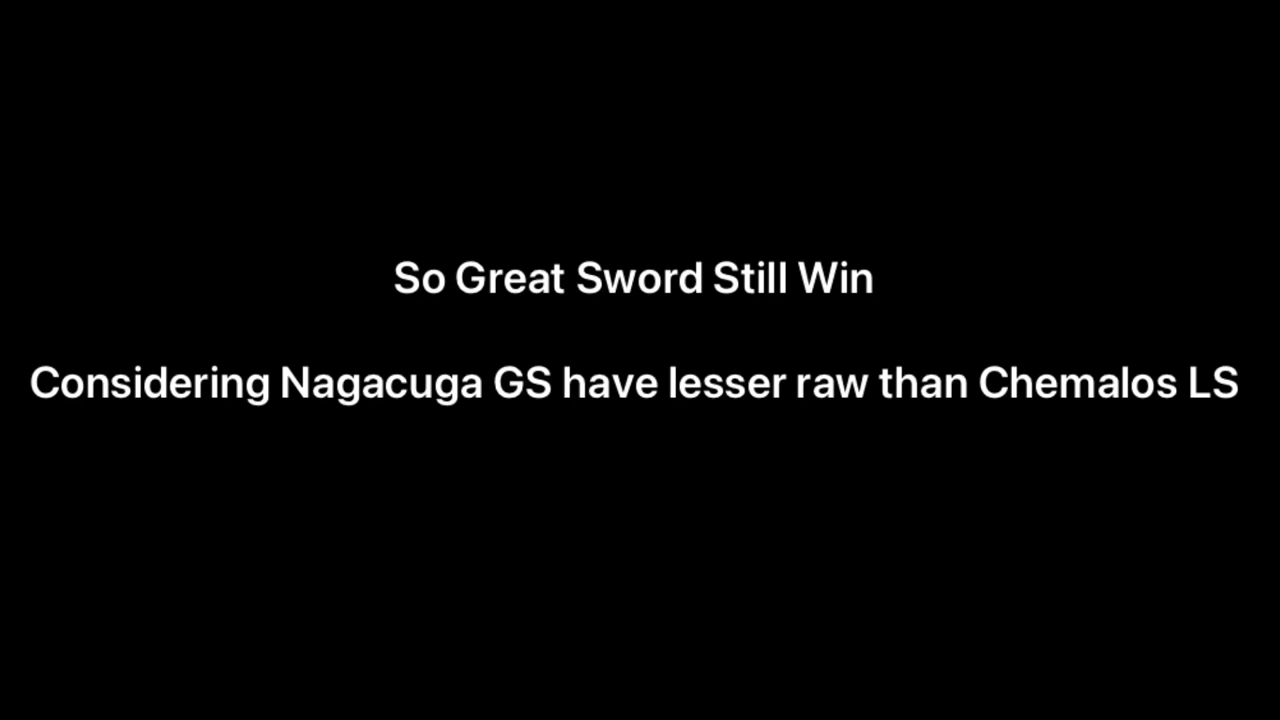 So Great Sword Still Win
Considering Nagacuga GS have lesser raw than Chemalos LS